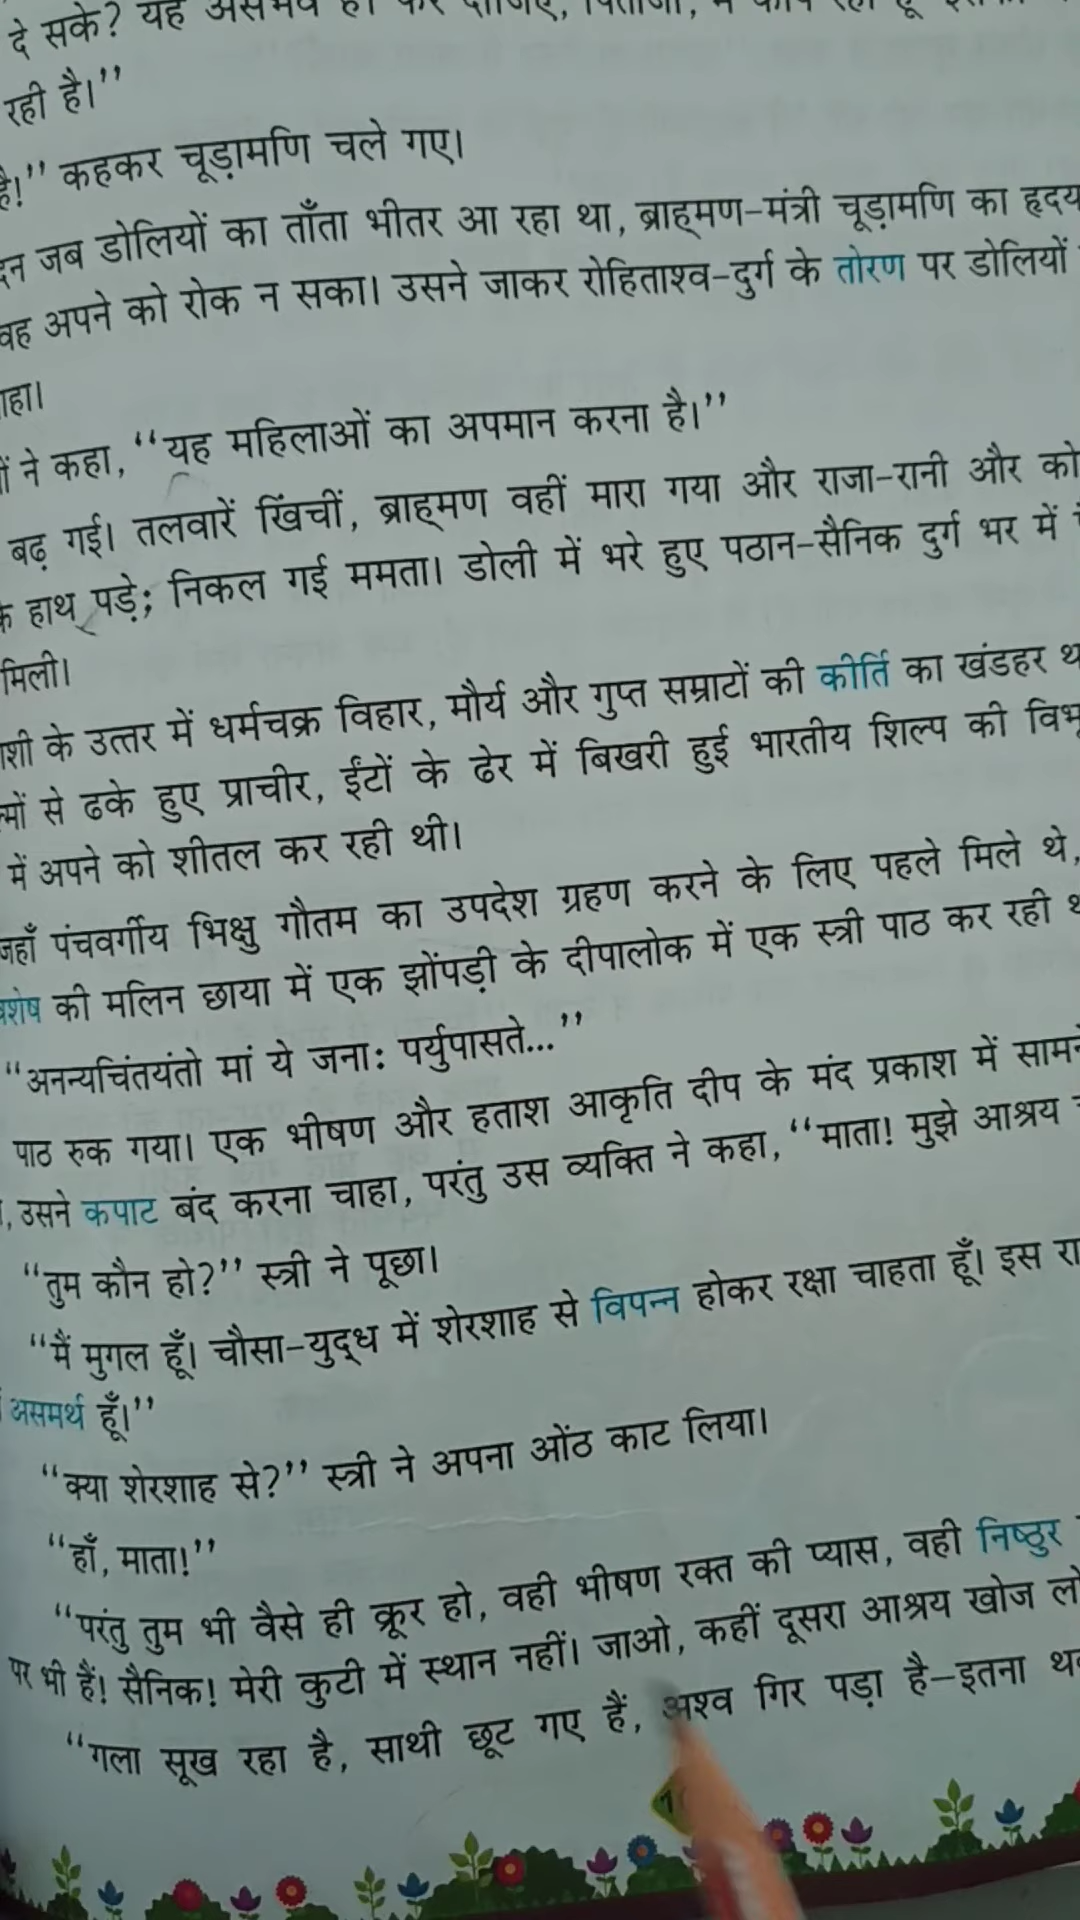 दे सके? यह
रही है।''
है!'' कहकर चूड़ामणि चले गए।
जब डोलियों का ताँता भीतर आ रहा था, ब्राह्मण-मंत्री चूड़ामणि का हृदय
वह अपने को रोक न सका। उसने जाकर रोहिताश्व-दुर्ग के तोरण पर डोलियों
ने कहा, ''यह महिलाओं का अपमान करना है।''
बढ़ गई। तलवारें खिंचीं, ब्राह्मण वहीं मारा गया और राजा-रानी और
हाथ पड़े; निकल गई ममता। डोली में भरे हुए पठान-सैनिक दुर्ग भर में
मिली।
के उत्तर में धर्मचक्र विहार, मौर्य और गुप्त सम्राटों की कीर्ति का खंडहर
से ढके हुए प्राचीर, ईंटों के ढेर में बिखरी हुई भारतीय शिल्प की
में अपने को शीतल कर रही थी।
जहाँ पंचवर्गीय भिक्षु गौतम का उपदेश ग्रहण करने के लिए पहले मिले थे,
की मलिन छाया में एक झोंपड़ी के दीपालोक में एक स्त्री पाठ कर रही
''अनन्यचिंतयंतो मां ये जनाः पर्युपासते...''
पाठ रुक गया। एक भीषण और हताश आकृति दीप के मंद प्रकाश में
, उसने कपाट बंद करना चाहा, परंतु उस व्यक्ति ने कहा, ''माता! मुझे आश्रय
''तुम कौन हो?'' स्त्री ने पूछा।
''मैं मुगल हूँ। चौसा-युद्ध में शेरशाह से विपन्न होकर रक्षा चाहता हूँ। इस
असमर्थ हूँ।''
''क्या शेरशाह से?'' स्त्री ने अपना ओंठ काट लिया।
''हाँ, माता!''
''परंतु तुम भी वैसे ही क्रूर हो, वही भीषण रक्त की प्यास, वही निष्ठुर
पर भी हैं! सैनिक! मेरी कुटी में स्थान नहीं। जाओ, कहीं दूसरा आश्रय खोज
''गला सूख रहा है, साथी छूट गए हैं, अश्व गिर पड़ा है-इतना